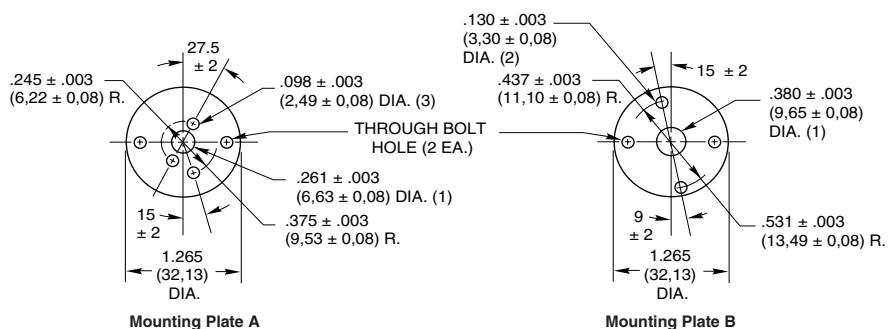 27.5
± 2
.245 ± .003
(6,22 ± 0,08) R.
.098 ± .003
(2,49 ± 0,08) DIA. (3)
THROUGH BOLT
HOLE (2 EA.)
.261 ± .003
(6,63 ± 0,08) DIA. (1)
15
± 2
.375 ± .003
(9,53 ± 0,08) R.
1.265
(32,13)
DIA.
Mounting Plate A
.130 ± .003
(3,30 ± 0,08)
DIA. (2)
15 ± 2
.437 ± .003
(11,10 ± 0,08) R.
.380 ± .003
(9,65 ± 0,08)
DIA. (1)
9
± 2
.531 ± .003
(13,49 ± 0,08) R.
1.265
(32,13)
DIA.
Mounting Plate B